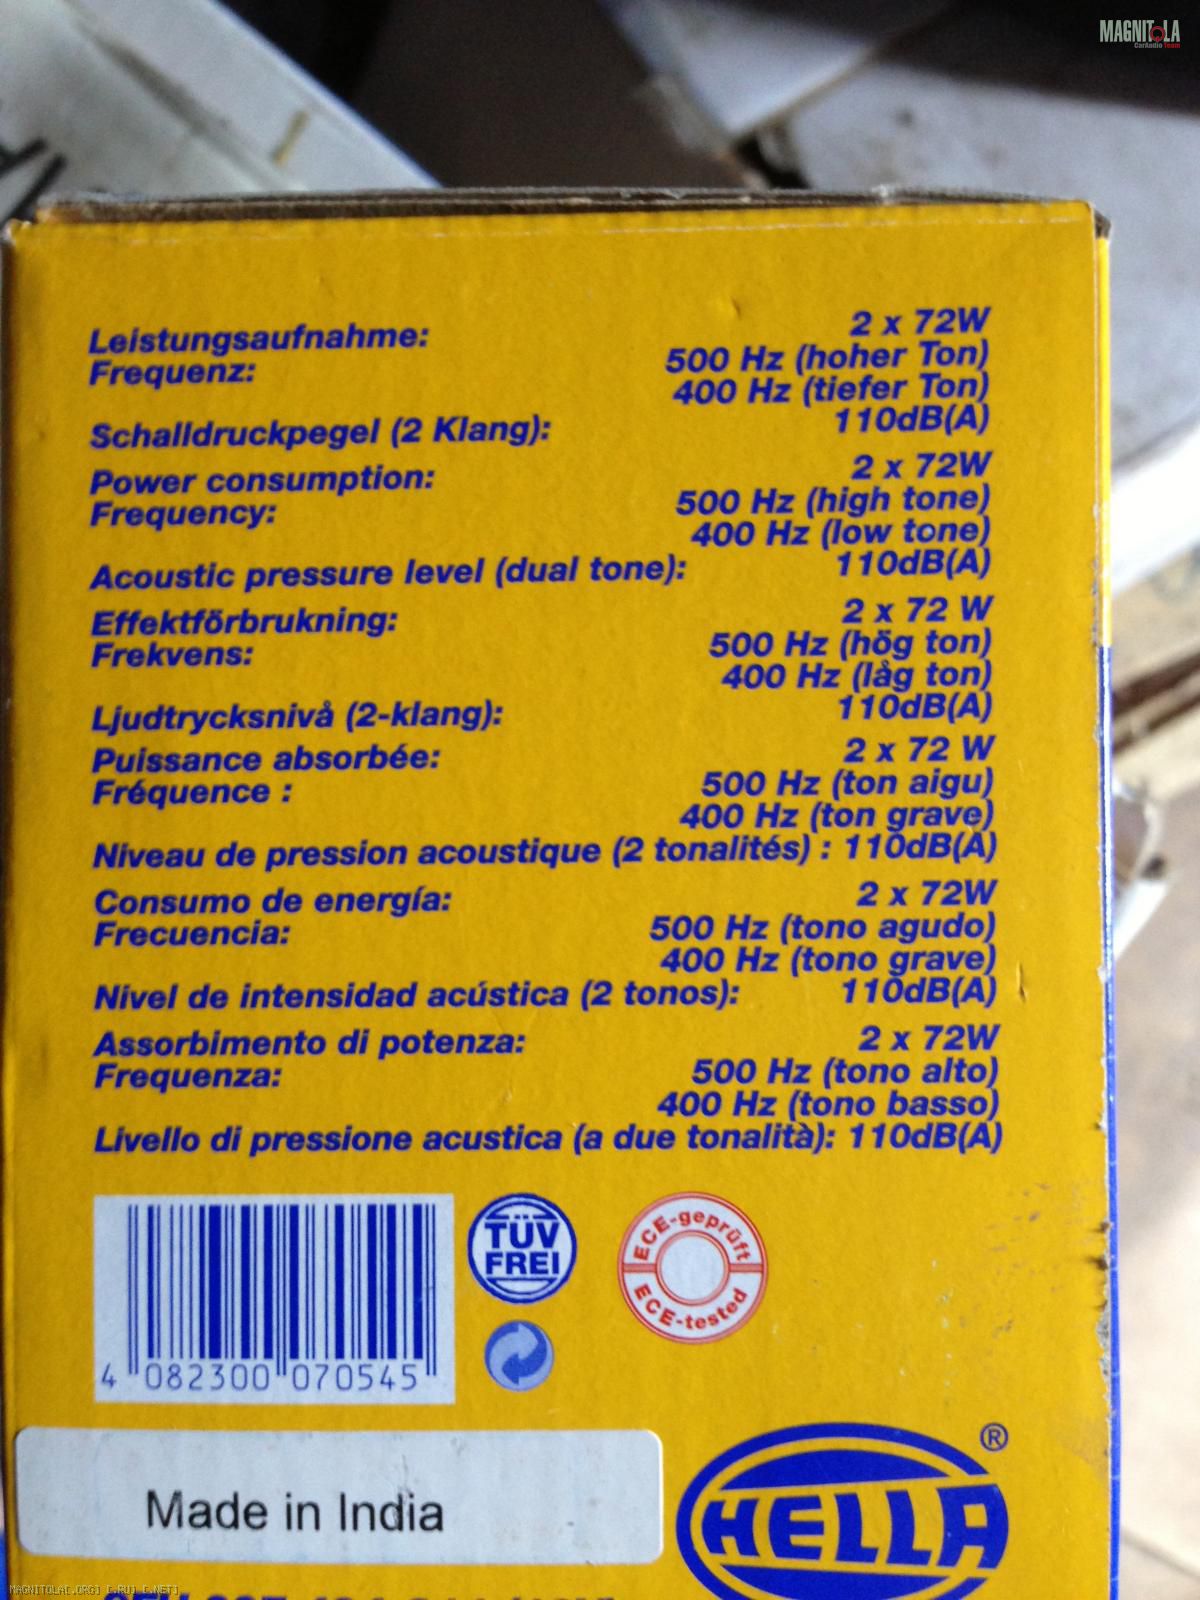 MAGNITOLA
CarAudio Team
Leistungsaufnahme: 2 x 72W
Frequenz: 500 Hz (hoher Ton)
400 Hz (tiefer Ton)
Schalldruckpegel (2 Klang): 110dB(A)
Power consumption: 2 x 72W
Frequency: 500 Hz (high tone)
400 Hz (low tone)
Acoustic pressure level (dual tone): 110dB(A)
Effektförbrukning: 2 x 72 W
Frekvens: 500 Hz (hög ton)
400 Hz (låg ton)
Ljudtrycksnivå (2-klang): 110dB(A)
Puissance absorbée: 2 x 72 W
Fréquence : 500 Hz (ton aigu)
400 Hz (ton grave)
Niveau de pression acoustique (2 tonalités) : 110dB(A)
Consumo de energía: 2 x 72W
Frecuencia: 500 Hz (tono agudo)
400 Hz (tono grave)
Nivel de intensidad acústica (2 tonos): 110dB(A)
Assorbimento di potenza: 2 x 72W
Frequenza: 500 Hz (tono alto)
400 Hz (tono basso)
Livello di pressione acustica (a due tonalità): 110dB(A)
TÜV
FREI
ECE-geprüft
ECE-tested
4 082300 070545
Made in India
HELLA ®
MAGNITOLA[.ORG] [.RU] [.NET]